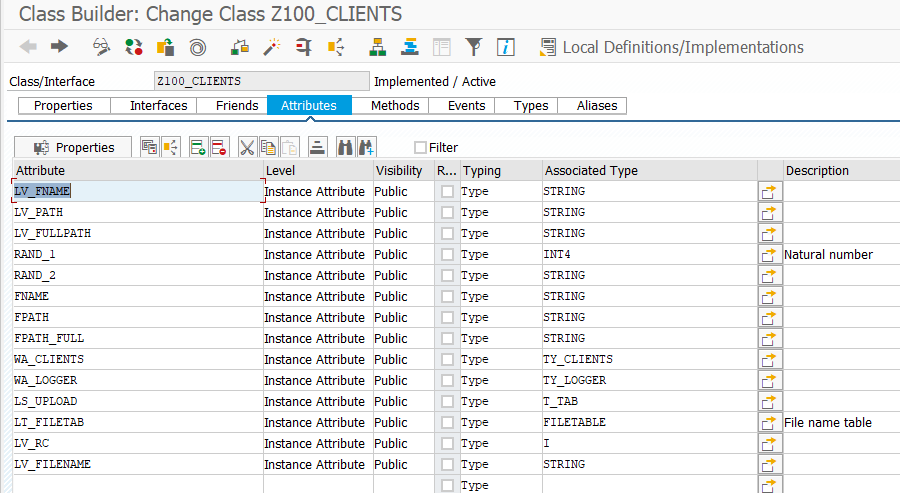 Class Builder: Change Class Z100_CLIENTS
Local Definitions/Implementations
Class/Interface Z100_CLIENTS Implemented / Active
Properties Interfaces Friends Attributes Methods Events Types Aliases
Properties Filter
Attribute Level Visibility R... Typing Associated Type Description
LV_FNAME Instance Attribute Public Type STRING
LV_PATH Instance Attribute Public Type STRING
LV_FULLPATH Instance Attribute Public Type STRING
RAND_1 Instance Attribute Public Type INT4 Natural number
RAND_2 Instance Attribute Public Type STRING
FNAME Instance Attribute Public Type STRING
FPATH Instance Attribute Public Type STRING
FPATH_FULL Instance Attribute Public Type STRING
WA_CLIENTS Instance Attribute Public Type TY_CLIENTS
WA_LOGGER Instance Attribute Public Type TY_LOGGER
LS_UPLOAD Instance Attribute Public Type T_TAB
LT_FILETAB Instance Attribute Public Type FILETABLE File name table
LV_RC Instance Attribute Public Type I
LV_FILENAME Instance Attribute Public Type STRING
Type